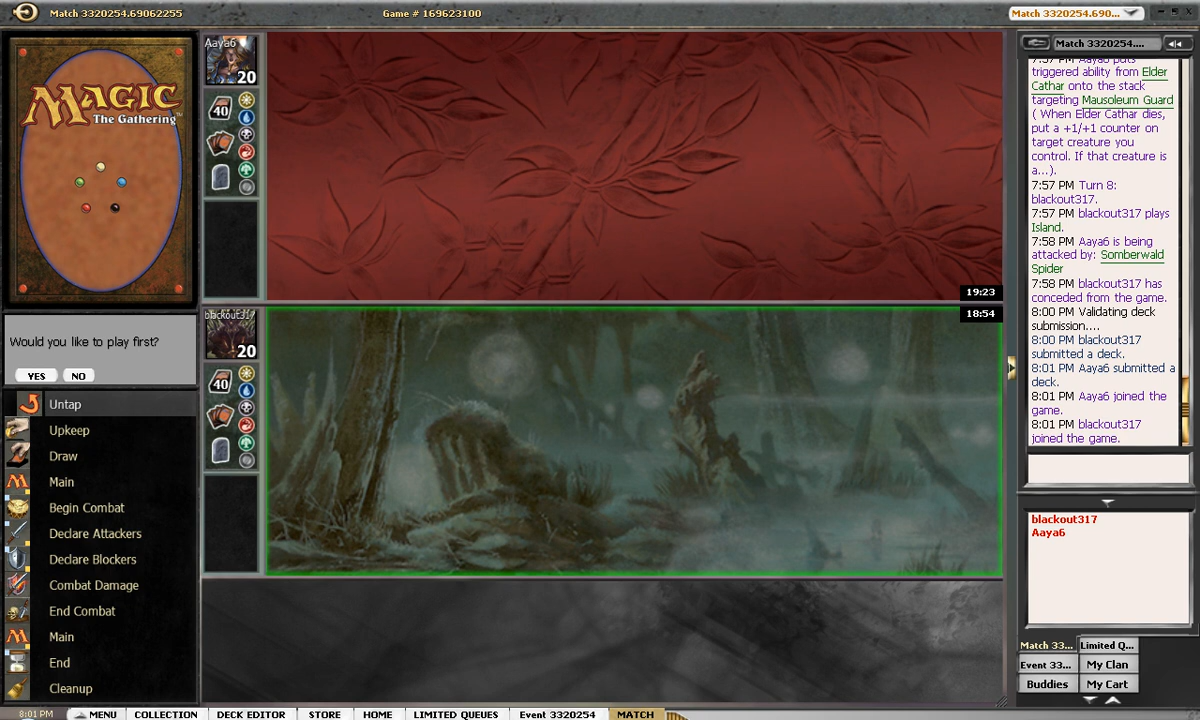 Match 3320254.69062255
Game # 169623100
Match 3320254.690...
MAGIC
The Gathering
Would you like to play first?
YES
NO
Untap
Upkeep
Draw
Main
Begin Combat
Declare Attackers
Declare Blockers
Combat Damage
End Combat
Main
End
Cleanup
Aaya6
20
40
19:23
blackout317
20
40
18:54
Match 3320254....
7:57 PM Aaya6 puts
triggered ability from Elder
Cathar onto the stack
targeting Mausoleum Guard
( When Elder Cathar dies,
put a +1/+1 counter on
target creature you
control. If that creature is
a...).
7:57 PM Turn 8:
blackout317.
7:57 PM blackout317 plays
Island.
7:58 PM Aaya6 is being
attacked by: Somberwald
Spider
7:58 PM blackout317 has
conceded from the game.
8:00 PM Validating deck
submission....
8:00 PM blackout317
submitted a deck.
8:01 PM Aaya6 submitted a
deck.
8:01 PM Aaya6 joined the
game.
8:01 PM blackout317
joined the game.
blackout317
Aaya6
Match 33...
Limited Q...
Event 33...
My Clan
Buddies
My Cart
8:01 PM
MENU
COLLECTION
DECK EDITOR
STORE
HOME
LIMITED QUEUES
Event 3320254
MATCH